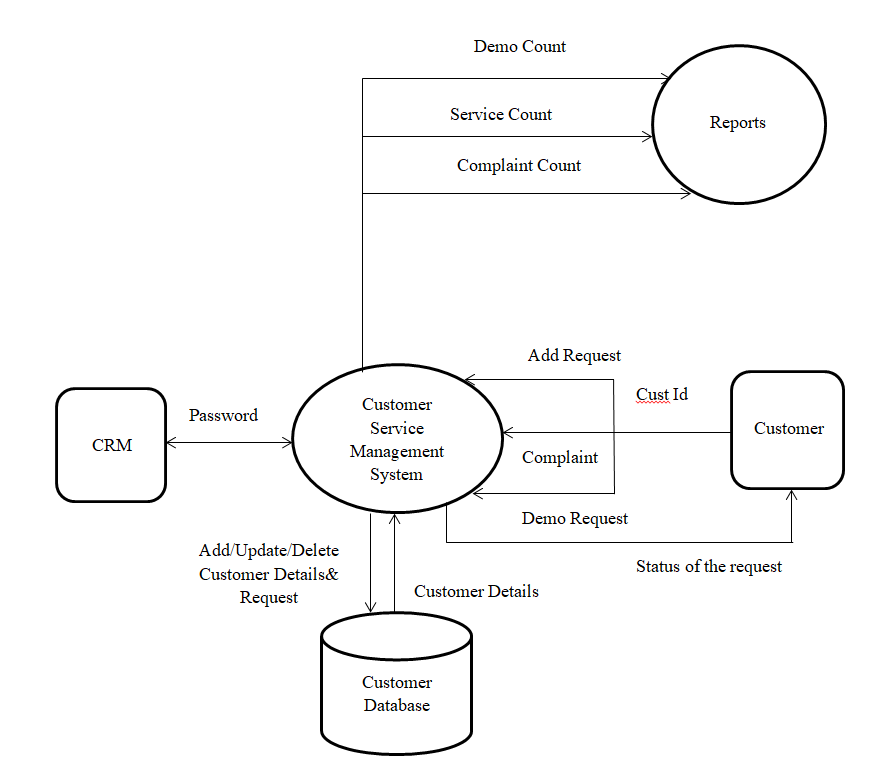 Demo Count
Service Count
Reports
Complaint Count
Add Request
Cust Id
Customer
Service
Management
System
Password
CRM
Customer
Complaint
Demo Request
Status of the request
Add/Update/Delete
Customer Details&
Request
Customer Details
Customer
Database